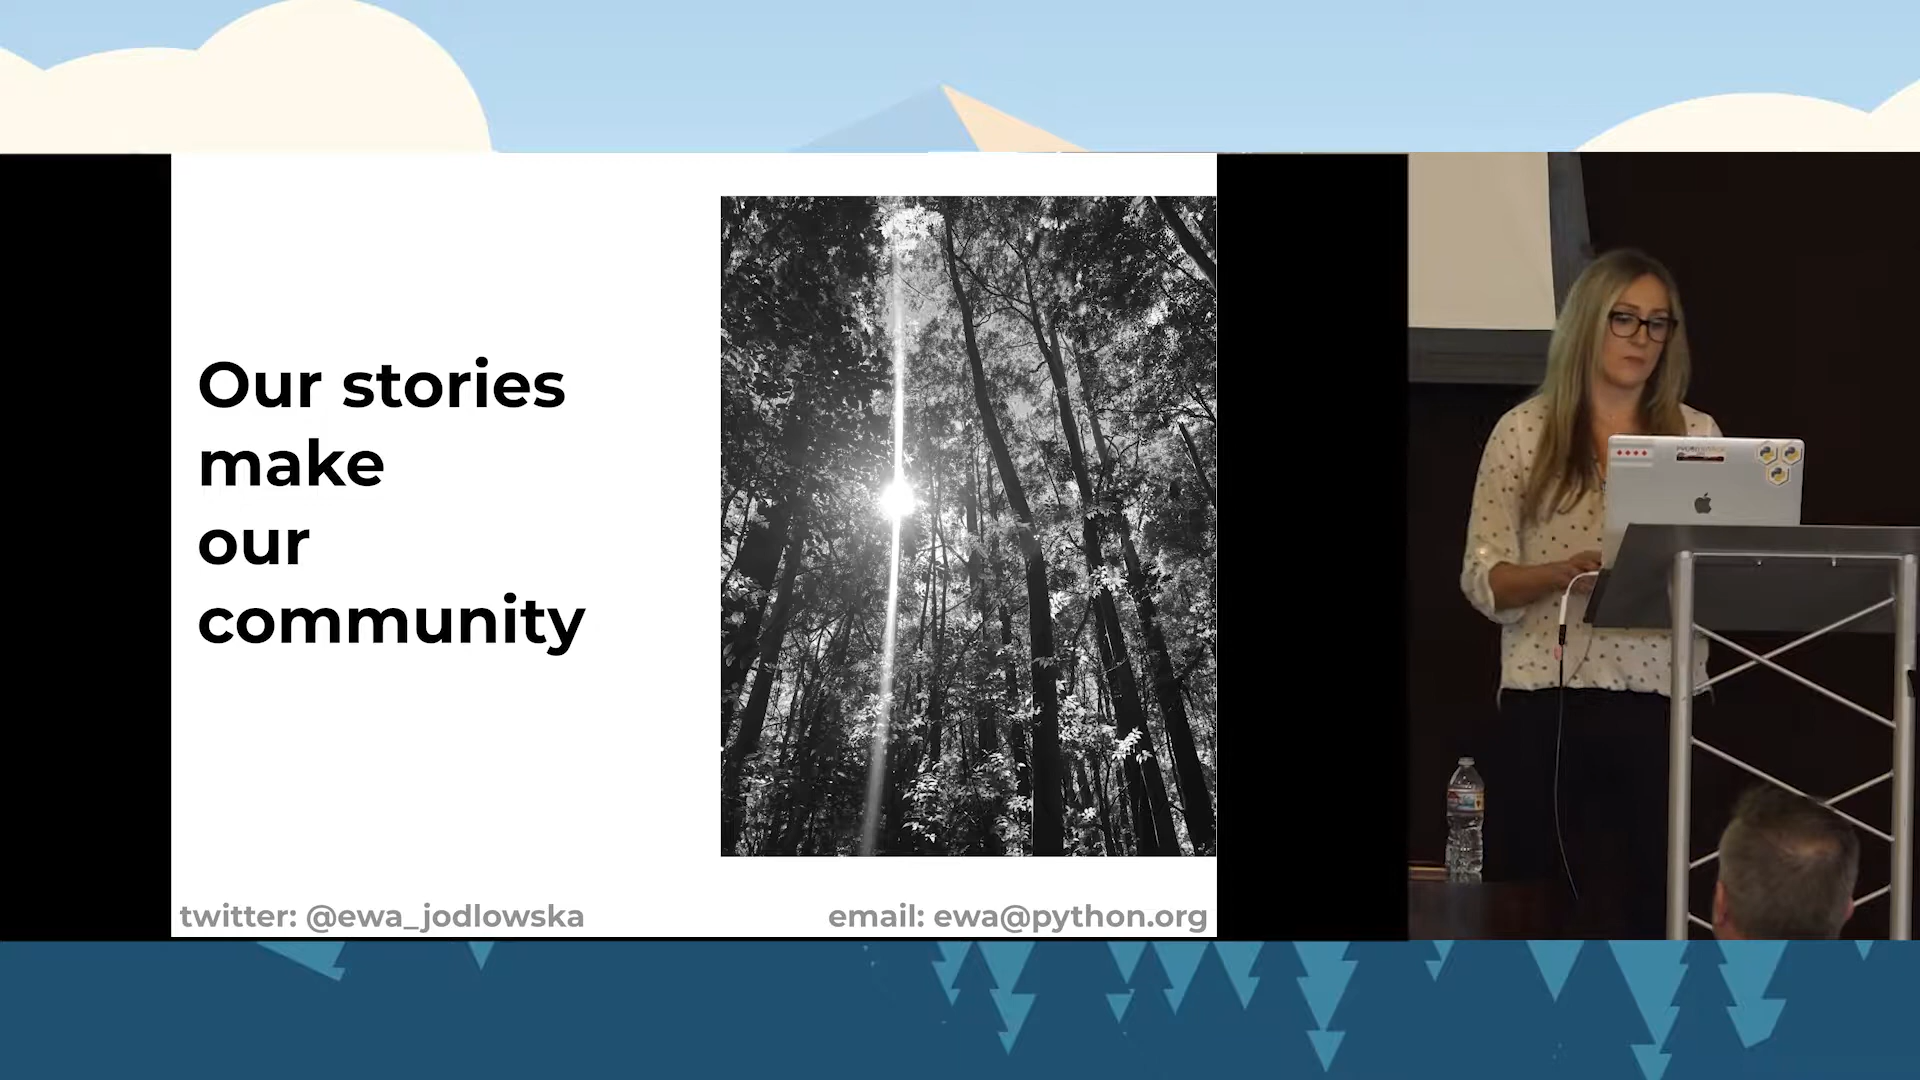 Our stories
make
our
community
twitter: @ewa_jodlowska
email: ewa@python.org